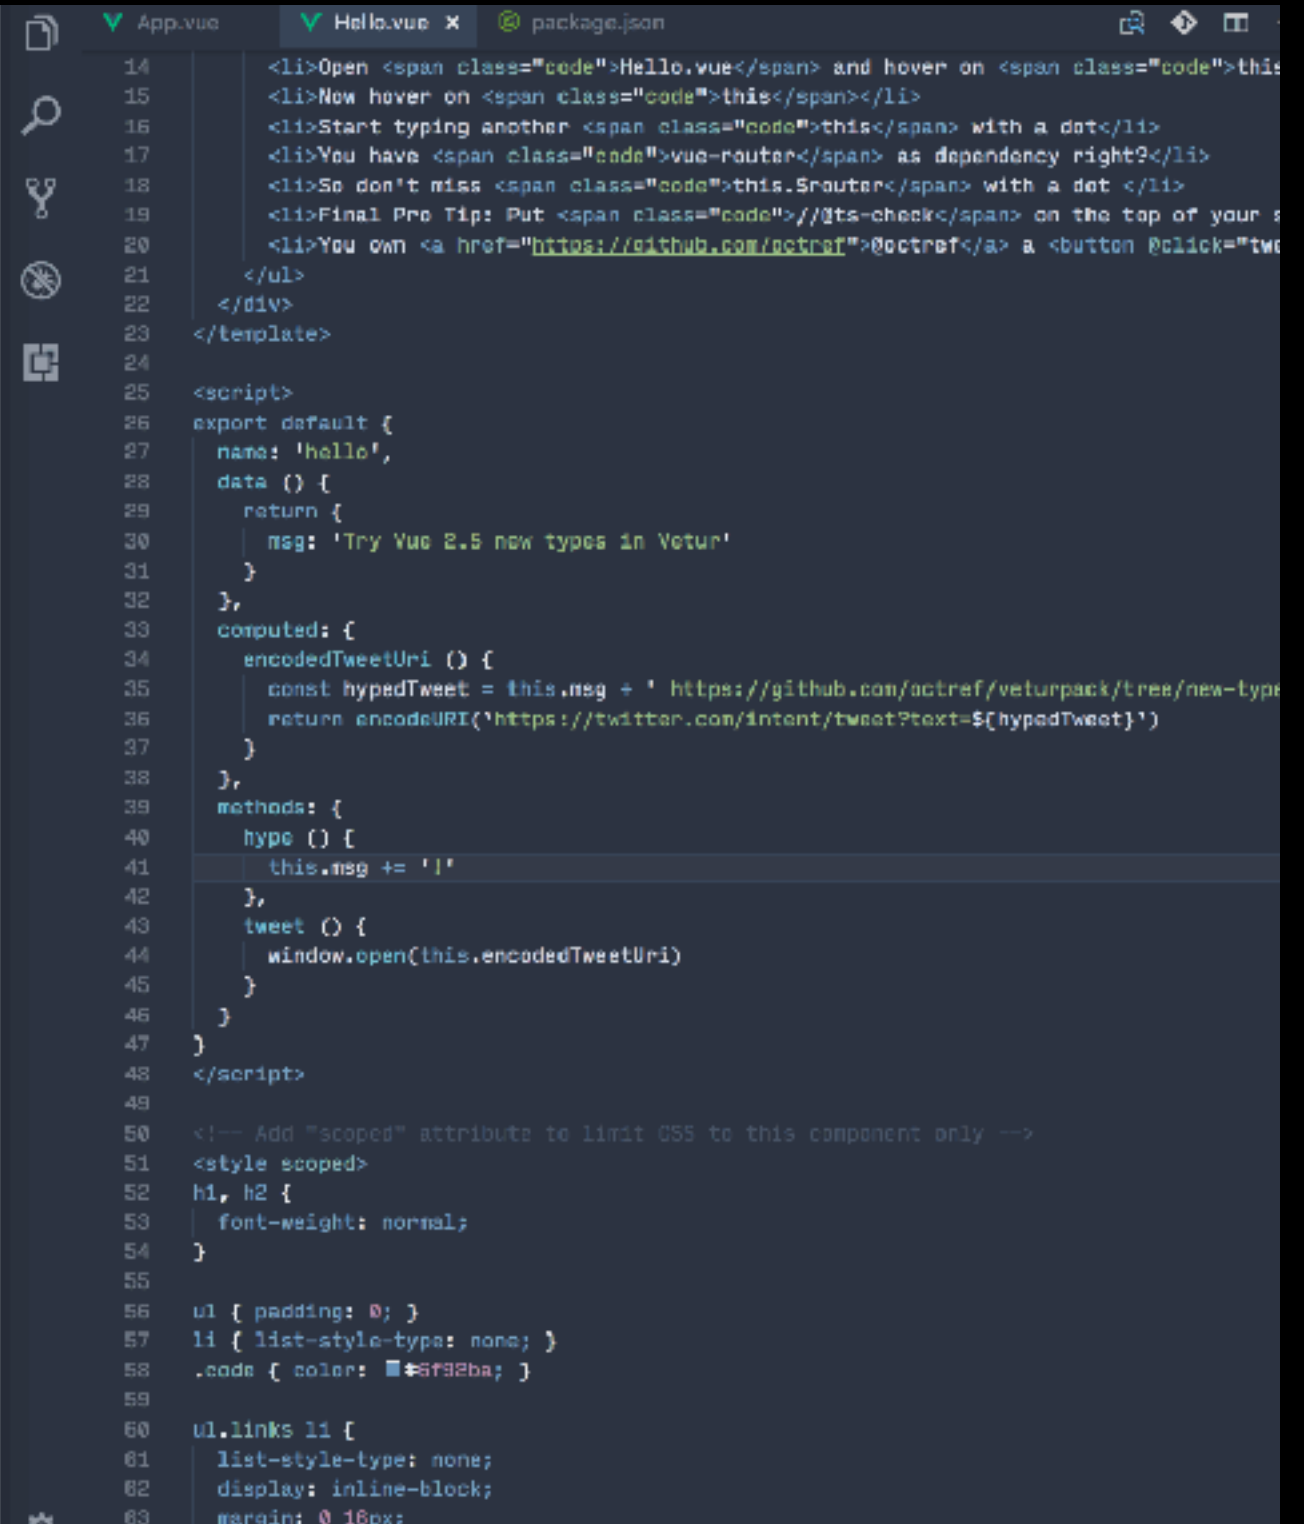 App.vue Hello.vue × package.json
14 <li>Open <span class="code">Hello.vue</span> and hover on <span class="code">this
15 <li>Now hover on <span class="code">this</span></li>
16 <li>Start typing another <span class="code">this</span> with a dot</li>
17 <li>You have <span class="code">vue-router</span> as dependency right?</li>
18 <li>So don't miss <span class="code">this.$router</span> with a dot </li>
19 <li>Final Pro Tip: Put <span class="code">//@ts-check</span> on the top of your s
20 <li>You own <a href="https://github.com/octref">@octref</a> a <button @click="twe
21 </ul>
22 </div>
23 </template>
24
25 <script>
26 export default {
27 name: 'hello',
28 data () {
29 return {
30 msg: 'Try Vue 2.5 new types in Vetur'
31 }
32 },
33 computed: {
34 encodedTweetUri () {
35 const hypedTweet = this.msg + ' https://github.com/octref/veturpack/tree/new-type
36 return encodeURI(`https://twitter.com/intent/tweet?text=${hypedTweet}`)
37 }
38 },
39 methods: {
40 hype () {
41 this.msg += '!'
42 },
43 tweet () {
44 window.open(this.encodedTweetUri)
45 }
46 }
47 }
48 </script>
49
50 <!-- Add "scoped" attribute to limit CSS to this component only -->
51 <style scoped>
52 h1, h2 {
53 font-weight: normal;
54 }
55
56 ul { padding: 0; }
57 li { list-style-type: none; }
58 .code { color: #6f92ba; }
59
60 ul.links li {
61 list-style-type: none;
62 display: inline-block;
63 margin: 0 16px;